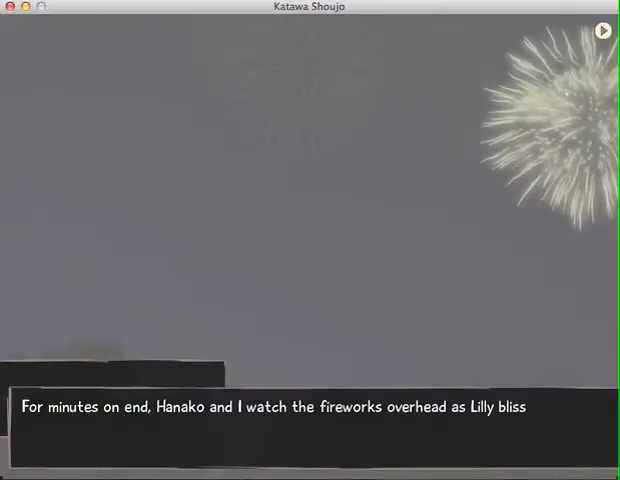 Katawa Shoujo
For minutes on end, Hanako and I watch the fireworks overhead as Lilly bliss